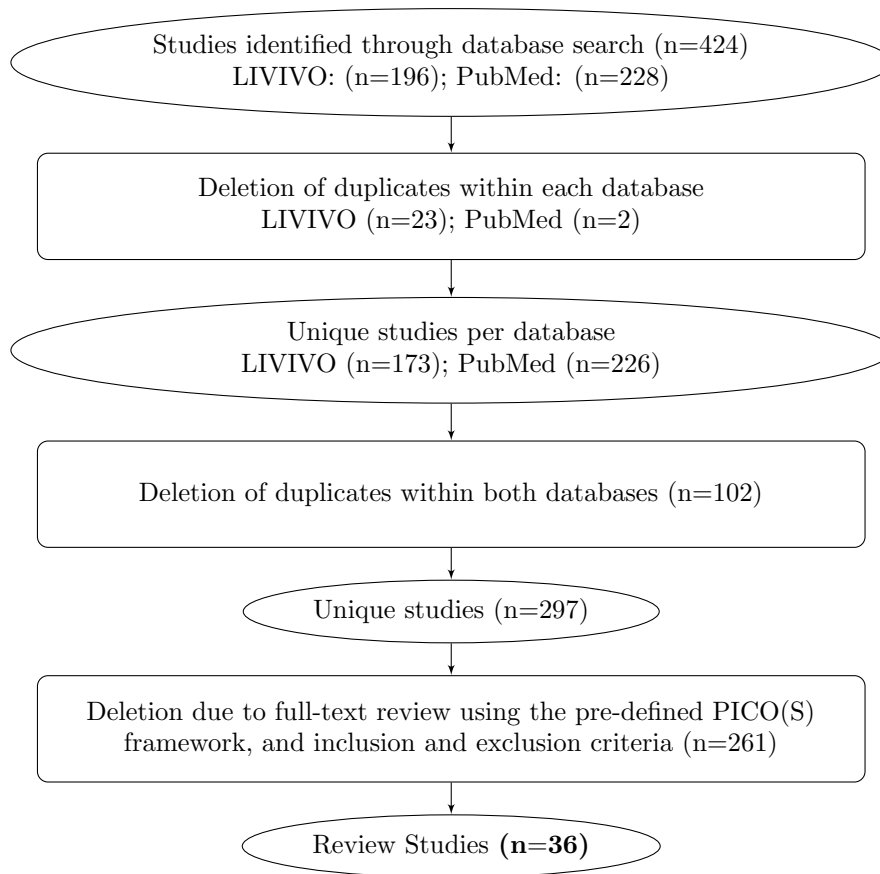 Studies identified through database search (n=424)
LIVIVO: (n=196); PubMed: (n=228)
Deletion of duplicates within each database
LIVIVO (n=23); PubMed (n=2)
Unique studies per database
LIVIVO (n=173); PubMed (n=226)
Deletion of duplicates within both databases (n=102)
Unique studies (n=297)
Deletion due to full-text review using the pre-defined PICO(S)
framework, and inclusion and exclusion criteria (n=261)
Review Studies (n=36)